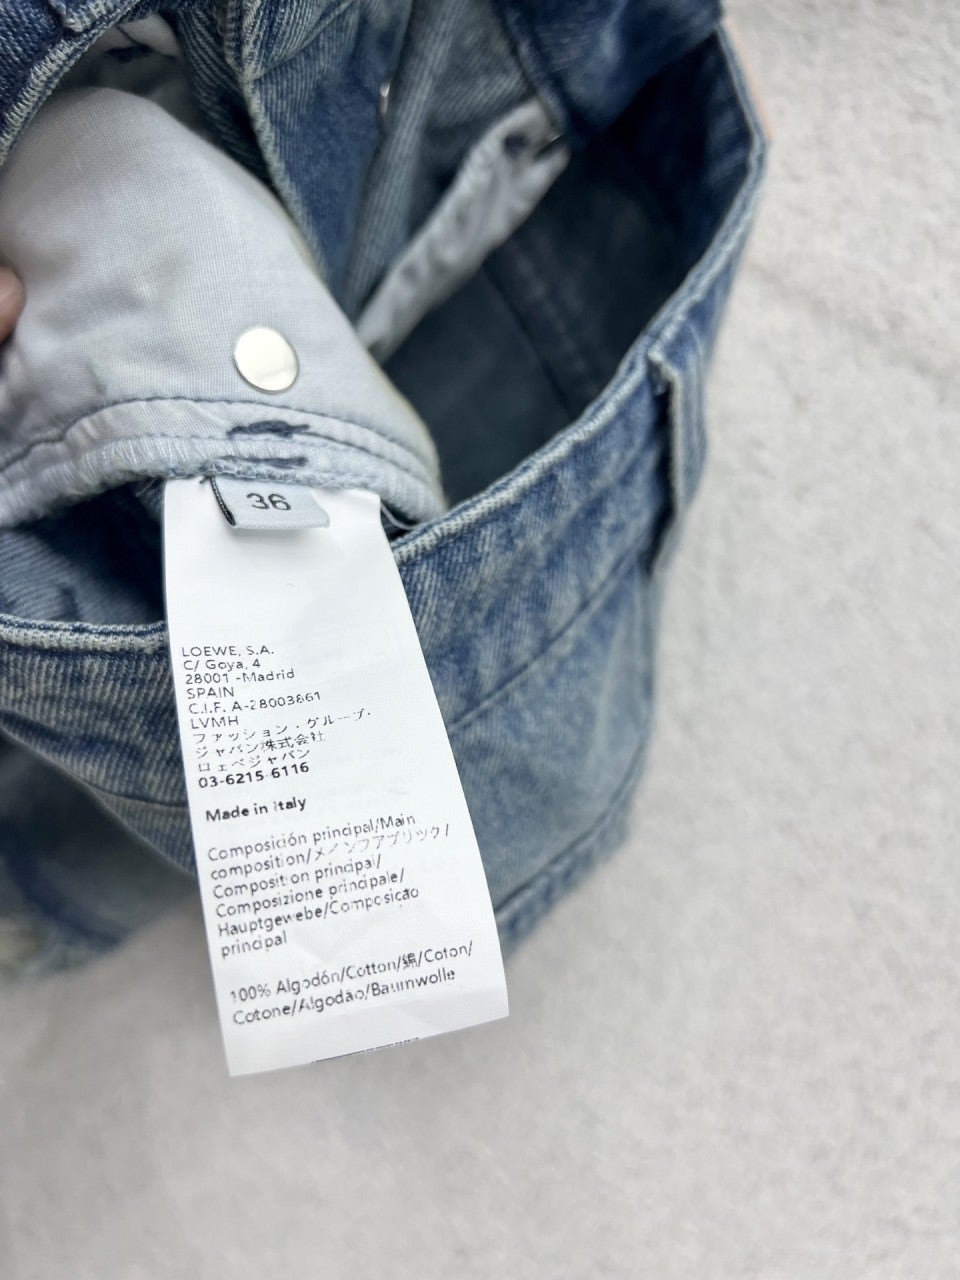 36
LOEWE, S.A.
C/ Goya, 4
28001 -Madrid
SPAIN
C.I.F. A-28003861
LVMH
ファッション・グループ・
ジャパン株式会社
ロエベジャパン
03-6215-6116
Made in Italy
Composición principal/Main
composition/メインファブリック/
Composition principal/
Composizione principale/
Hauptgewebe/Composição
principal
100% Algodón/Cotton/綿/Coton/
Cotone/Algodão/Baumwolle